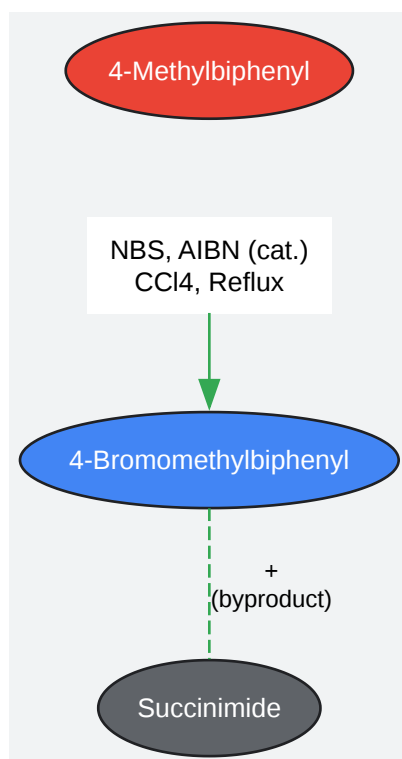 4-Methylbiphenyl
NBS, AIBN (cat.)
CCl4, Reflux
4-Bromomethylbiphenyl
+
(byproduct)
Succinimide